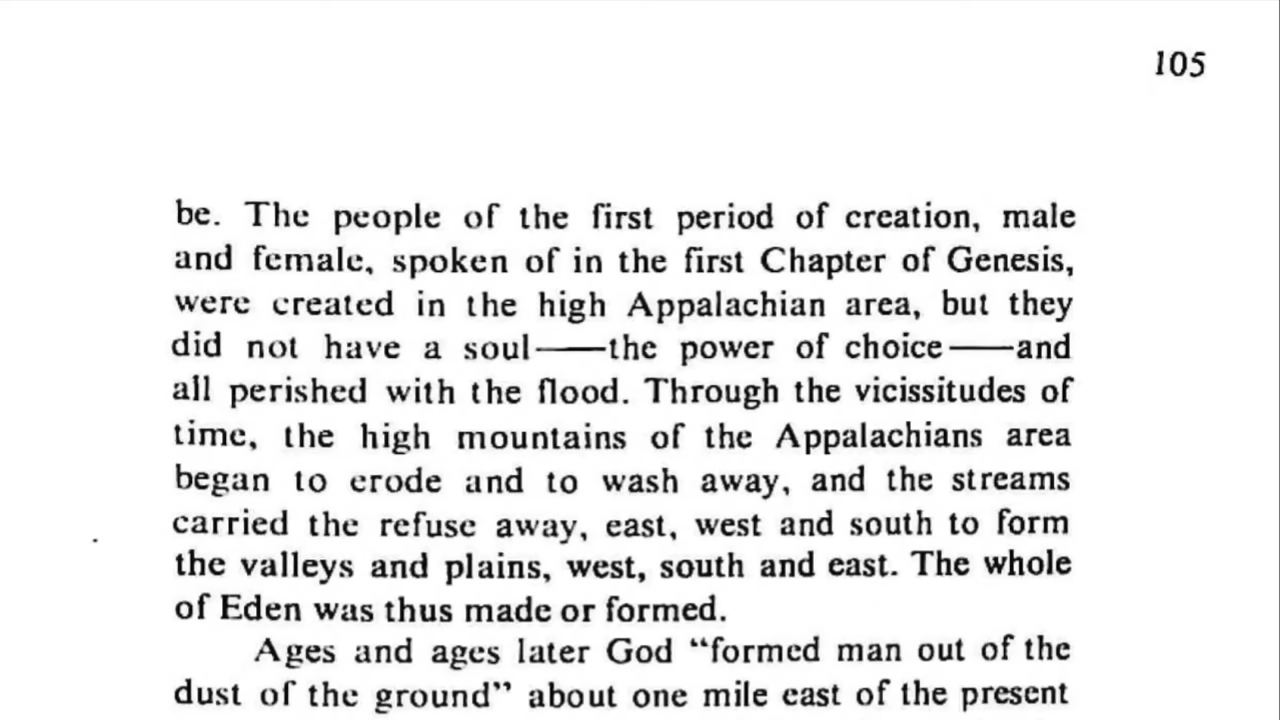 105
be. The people of the first period of creation, male
and female, spoken of in the first Chapter of Genesis,
were created in the high Appalachian area, but they
did not have a soul——the power of choice——and
all perished with the flood. Through the vicissitudes of
time, the high mountains of the Appalachians area
began to erode and to wash away, and the streams
carried the refuse away, east, west and south to form
the valleys and plains, west, south and east. The whole
of Eden was thus made or formed.
Ages and ages later God “formed man out of the
dust of the ground” about one mile east of the present